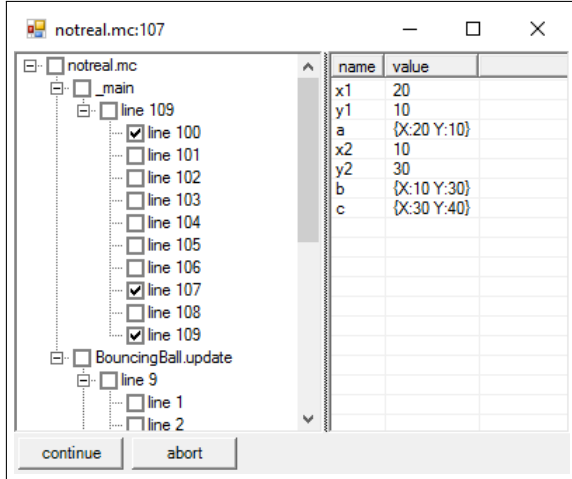 notreal.mc:107
notreal.mc
_main
line 109
line 100
line 101
line 102
line 103
line 104
line 105
line 106
line 107
line 108
line 109
BouncingBall.update
line 9
line 1
line 2
name value
x1 20
y1 10
a {X:20 Y:10}
x2 10
y2 30
b {X:10 Y:30}
c {X:30 Y:40}
continue abort